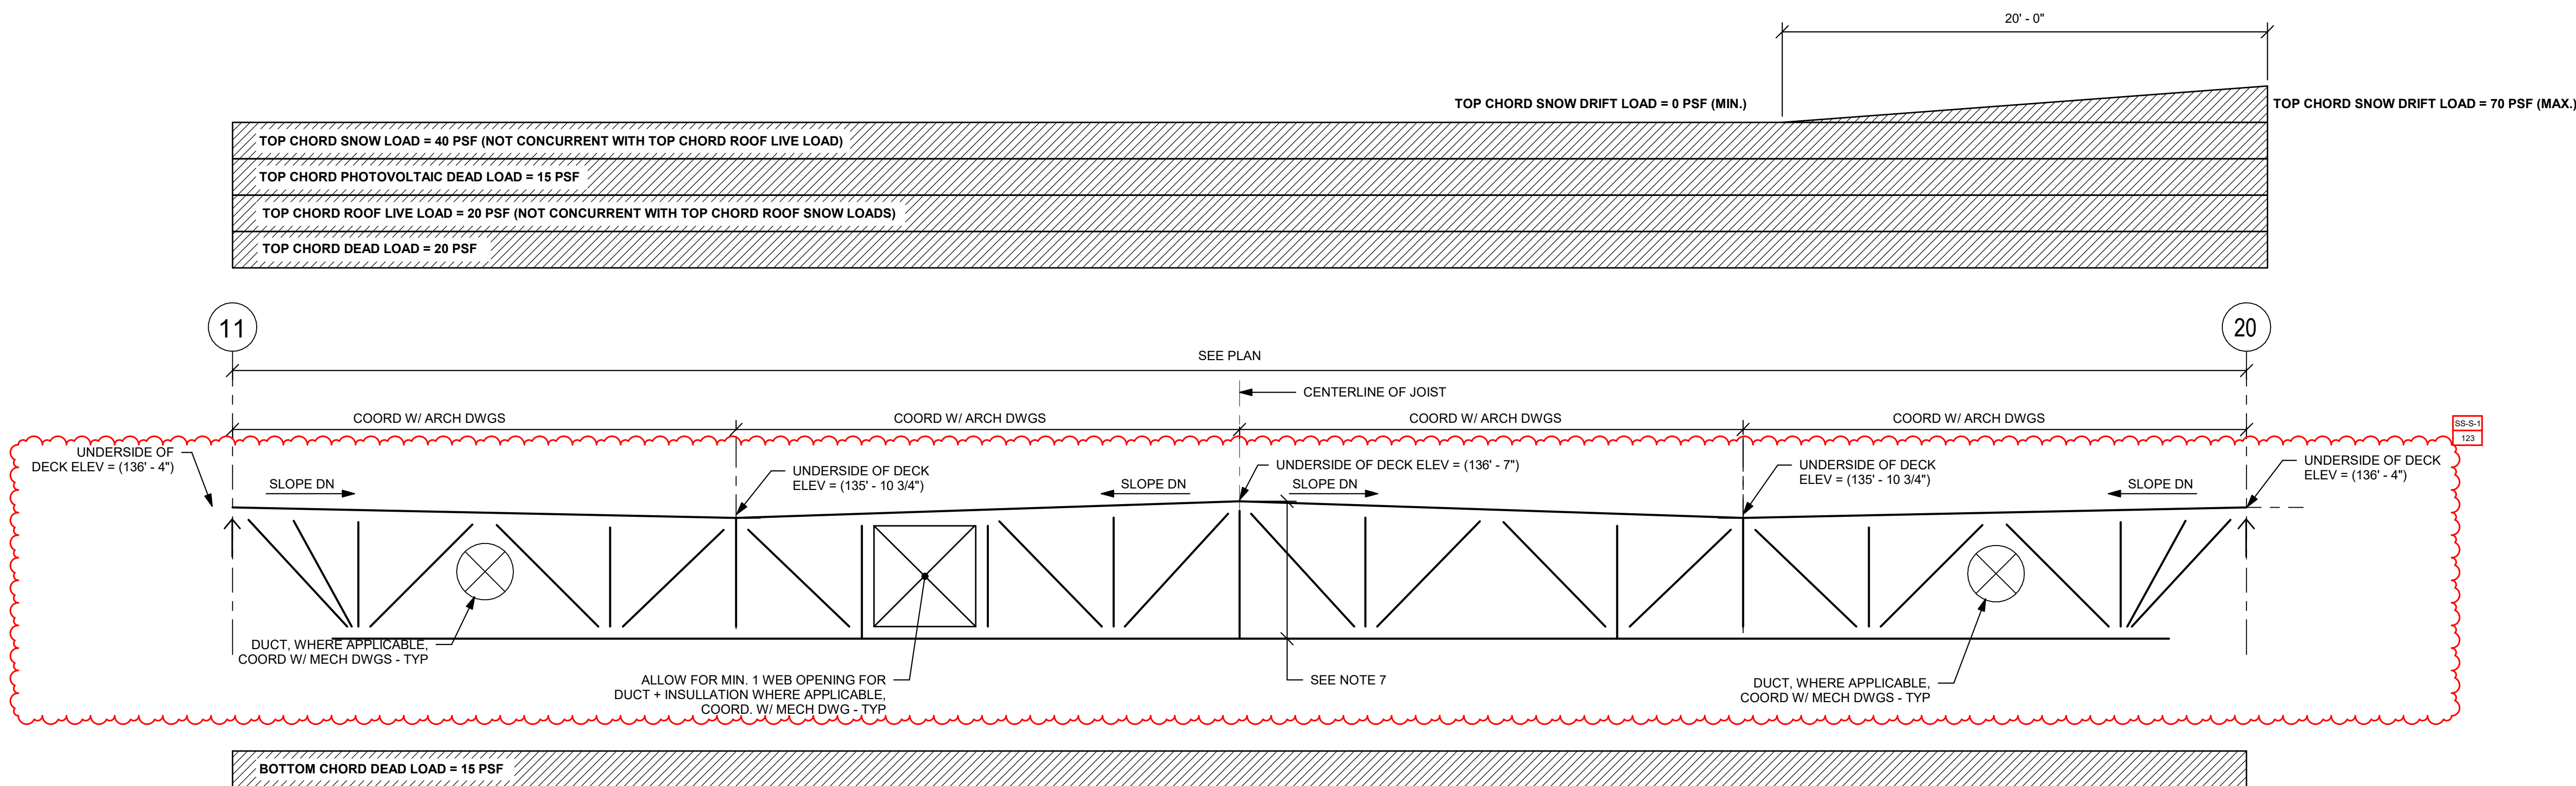 20' - 0"
TOP CHORD SNOW DRIFT LOAD = 0 PSF (MIN.)
TOP CHORD SNOW DRIFT LOAD = 70 PSF (MAX.)
TOP CHORD SNOW LOAD = 40 PSF (NOT CONCURRENT WITH TOP CHORD ROOF LIVE LOAD)
TOP CHORD PHOTOVOLTAIC DEAD LOAD = 15 PSF
TOP CHORD ROOF LIVE LOAD = 20 PSF (NOT CONCURRENT WITH TOP CHORD ROOF SNOW LOADS)
TOP CHORD DEAD LOAD = 20 PSF
11
20
SEE PLAN
CENTERLINE OF JOIST
COORD W/ ARCH DWGS
COORD W/ ARCH DWGS
COORD W/ ARCH DWGS
COORD W/ ARCH DWGS
SS-S-1
123
UNDERSIDE OF
DECK ELEV = (136' - 4")
SLOPE DN
UNDERSIDE OF DECK
ELEV = (135' - 10 3/4")
SLOPE DN
UNDERSIDE OF DECK ELEV = (136' - 7")
SLOPE DN
UNDERSIDE OF DECK
ELEV = (135' - 10 3/4")
SLOPE DN
UNDERSIDE OF DECK
ELEV = (136' - 4")
DUCT, WHERE APPLICABLE,
COORD W/ MECH DWGS - TYP
ALLOW FOR MIN. 1 WEB OPENING FOR
DUCT + INSULLATION WHERE APPLICABLE,
COORD. W/ MECH DWG - TYP
SEE NOTE 7
DUCT, WHERE APPLICABLE,
COORD W/ MECH DWGS - TYP
BOTTOM CHORD DEAD LOAD = 15 PSF